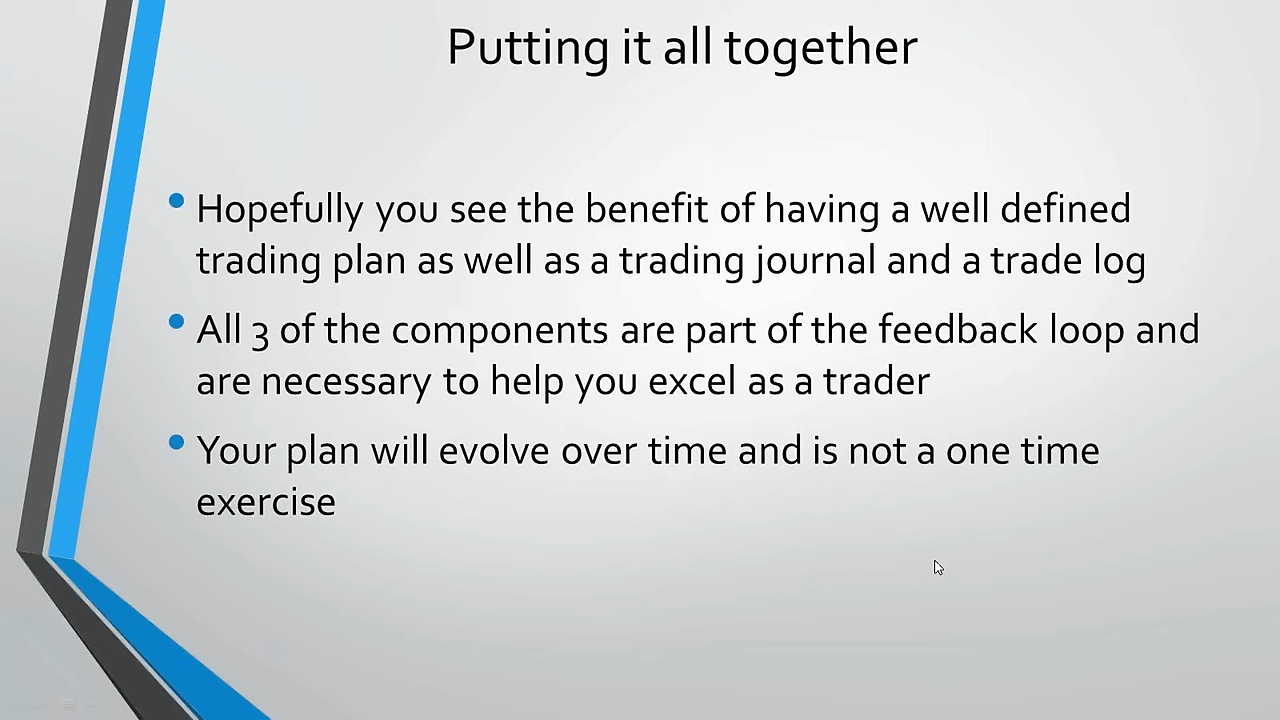 Putting it all together
• Hopefully you see the benefit of having a well defined
trading plan as well as a trading journal and a trade log
• All 3 of the components are part of the feedback loop and
are necessary to help you excel as a trader
• Your plan will evolve over time and is not a one time
exercise